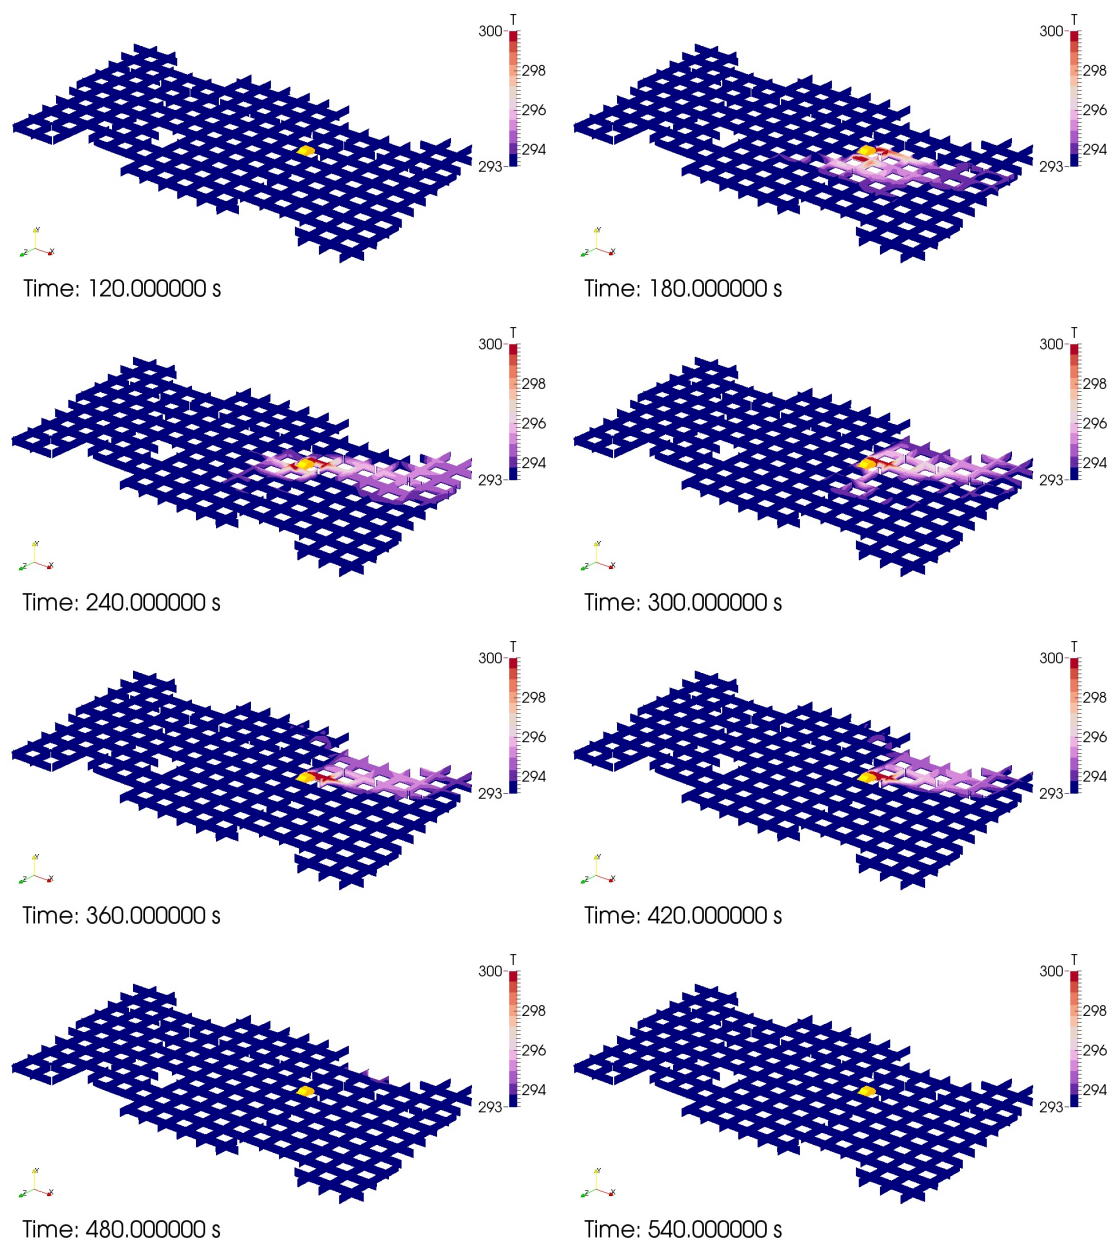 T
300
298
296
294
293
Y
Z
X
Time: 120.000000 s
T
300
298
296
294
293
Y
Z
X
Time: 180.000000 s
T
300
298
296
294
293
Y
Z
X
Time: 240.000000 s
T
300
298
296
294
293
Y
Z
X
Time: 300.000000 s
T
300
298
296
294
293
Y
Z
X
Time: 360.000000 s
T
300
298
296
294
293
Y
Z
X
Time: 420.000000 s
T
300
298
296
294
293
Y
Z
X
Time: 480.000000 s
T
300
298
296
294
293
Y
Z
X
Time: 540.000000 s